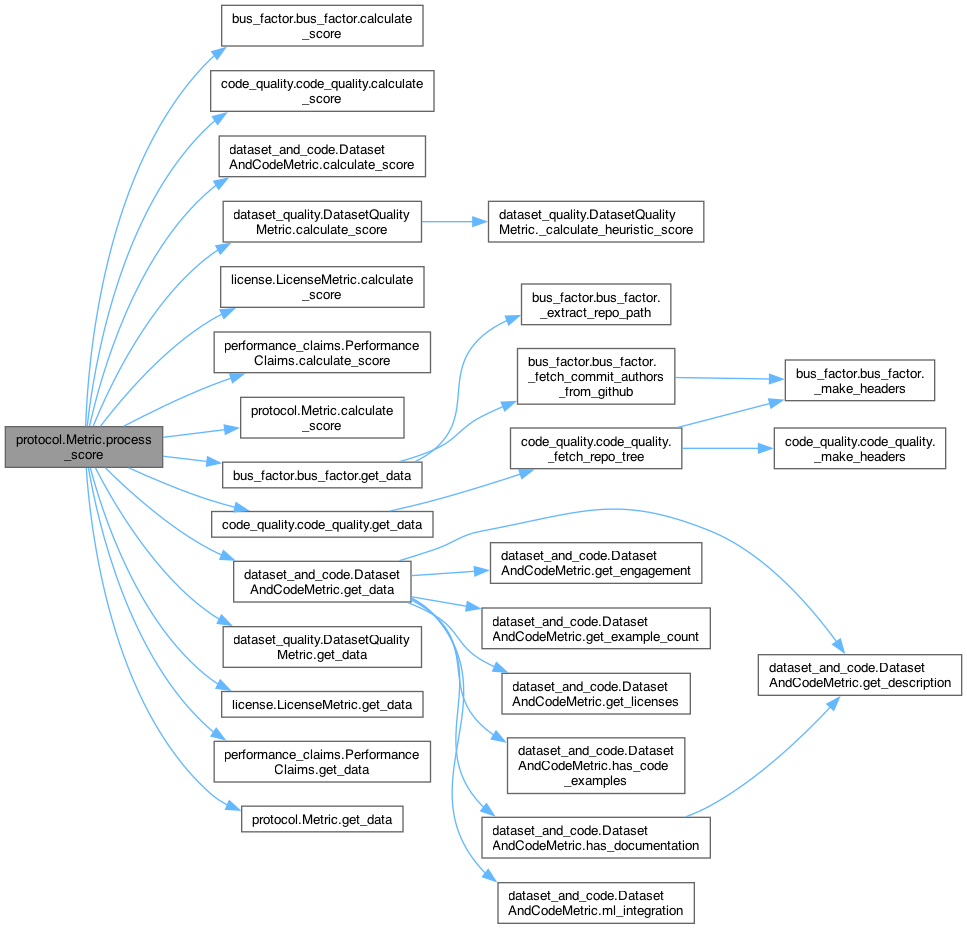 protocol.Metric.process
_score
bus_factor.bus_factor.calculate
_score
code_quality.code_quality.calculate
_score
dataset_and_code.Dataset
AndCodeMetric.calculate_score
dataset_quality.DatasetQuality
Metric.calculate_score
license.LicenseMetric.calculate
_score
performance_claims.Performance
Claims.calculate_score
protocol.Metric.calculate
_score
bus_factor.bus_factor.get_data
code_quality.code_quality.get_data
dataset_and_code.Dataset
AndCodeMetric.get_data
dataset_quality.DatasetQuality
Metric.get_data
license.LicenseMetric.get_data
performance_claims.Performance
Claims.get_data
protocol.Metric.get_data
dataset_quality.DatasetQuality
Metric._calculate_heuristic_score
bus_factor.bus_factor.
_extract_repo_path
bus_factor.bus_factor.
_fetch_commit_authors
_from_github
code_quality.code_quality.
_fetch_repo_tree
dataset_and_code.Dataset
AndCodeMetric.get_engagement
dataset_and_code.Dataset
AndCodeMetric.get_example_count
dataset_and_code.Dataset
AndCodeMetric.get_licenses
dataset_and_code.Dataset
AndCodeMetric.has_code
_examples
dataset_and_code.Dataset
AndCodeMetric.has_documentation
dataset_and_code.Dataset
AndCodeMetric.ml_integration
bus_factor.bus_factor.
_make_headers
code_quality.code_quality.
_make_headers
dataset_and_code.Dataset
AndCodeMetric.get_description